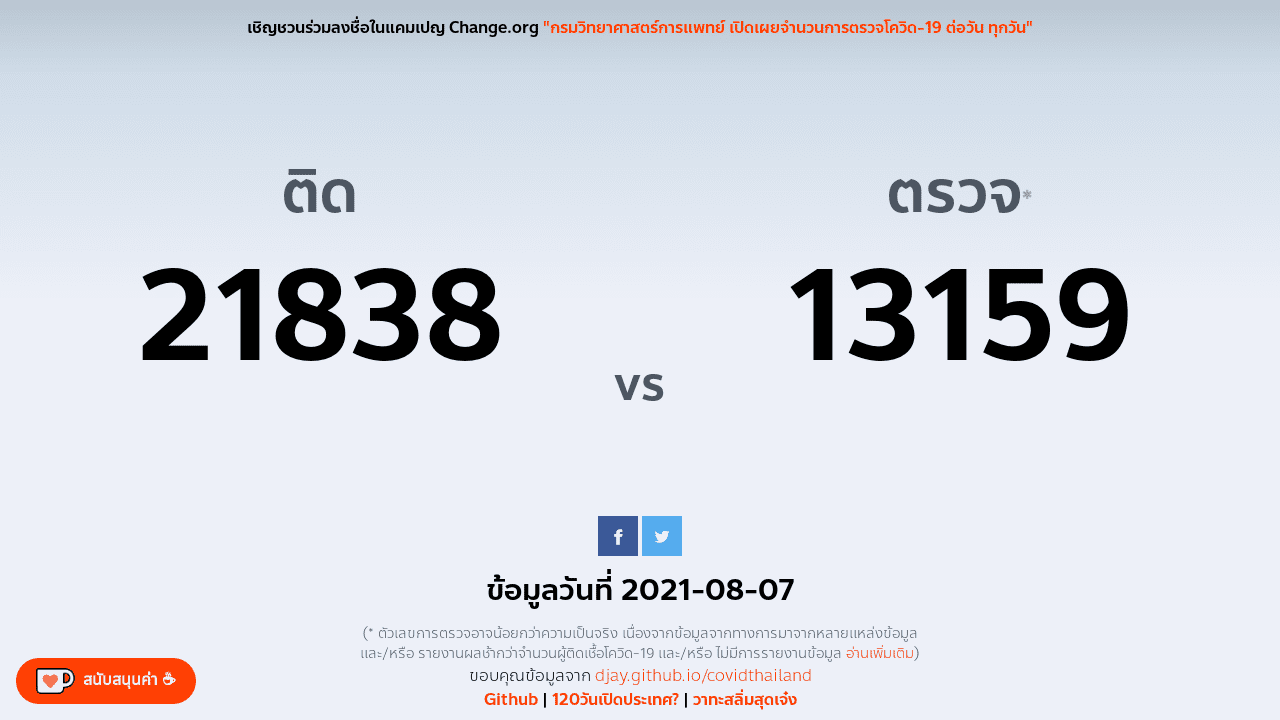 เชิญชวนร่วมลงชื่อในแคมเปญ Change.org "กรมวิทยาศาสตร์การแพทย์ เปิดเผยจำนวนการตรวจโควิด-19 ต่อวัน ทุกวัน"
ติด
ตรวจ*
21838
13159
vs
ข้อมูลวันที่ 2021-08-07
(* ตัวเลขการตรวจอาจน้อยกว่าความเป็นจริง เนื่องจากข้อมูลจากทางการมาจากหลายแหล่งข้อมูล
และ/หรือ รายงานผลช้ากว่าจำนวนผู้ติดเชื้อโควิด-19 และ/หรือ ไม่มีการรายงานข้อมูล อ่านเพิ่มเติม)
ขอบคุณข้อมูลจาก djay.github.io/covidthailand
Github | 120วันเปิดประเทศ? | วาทะสลิ่มสุดเจ๋ง
สนับสนุนค่า ☕